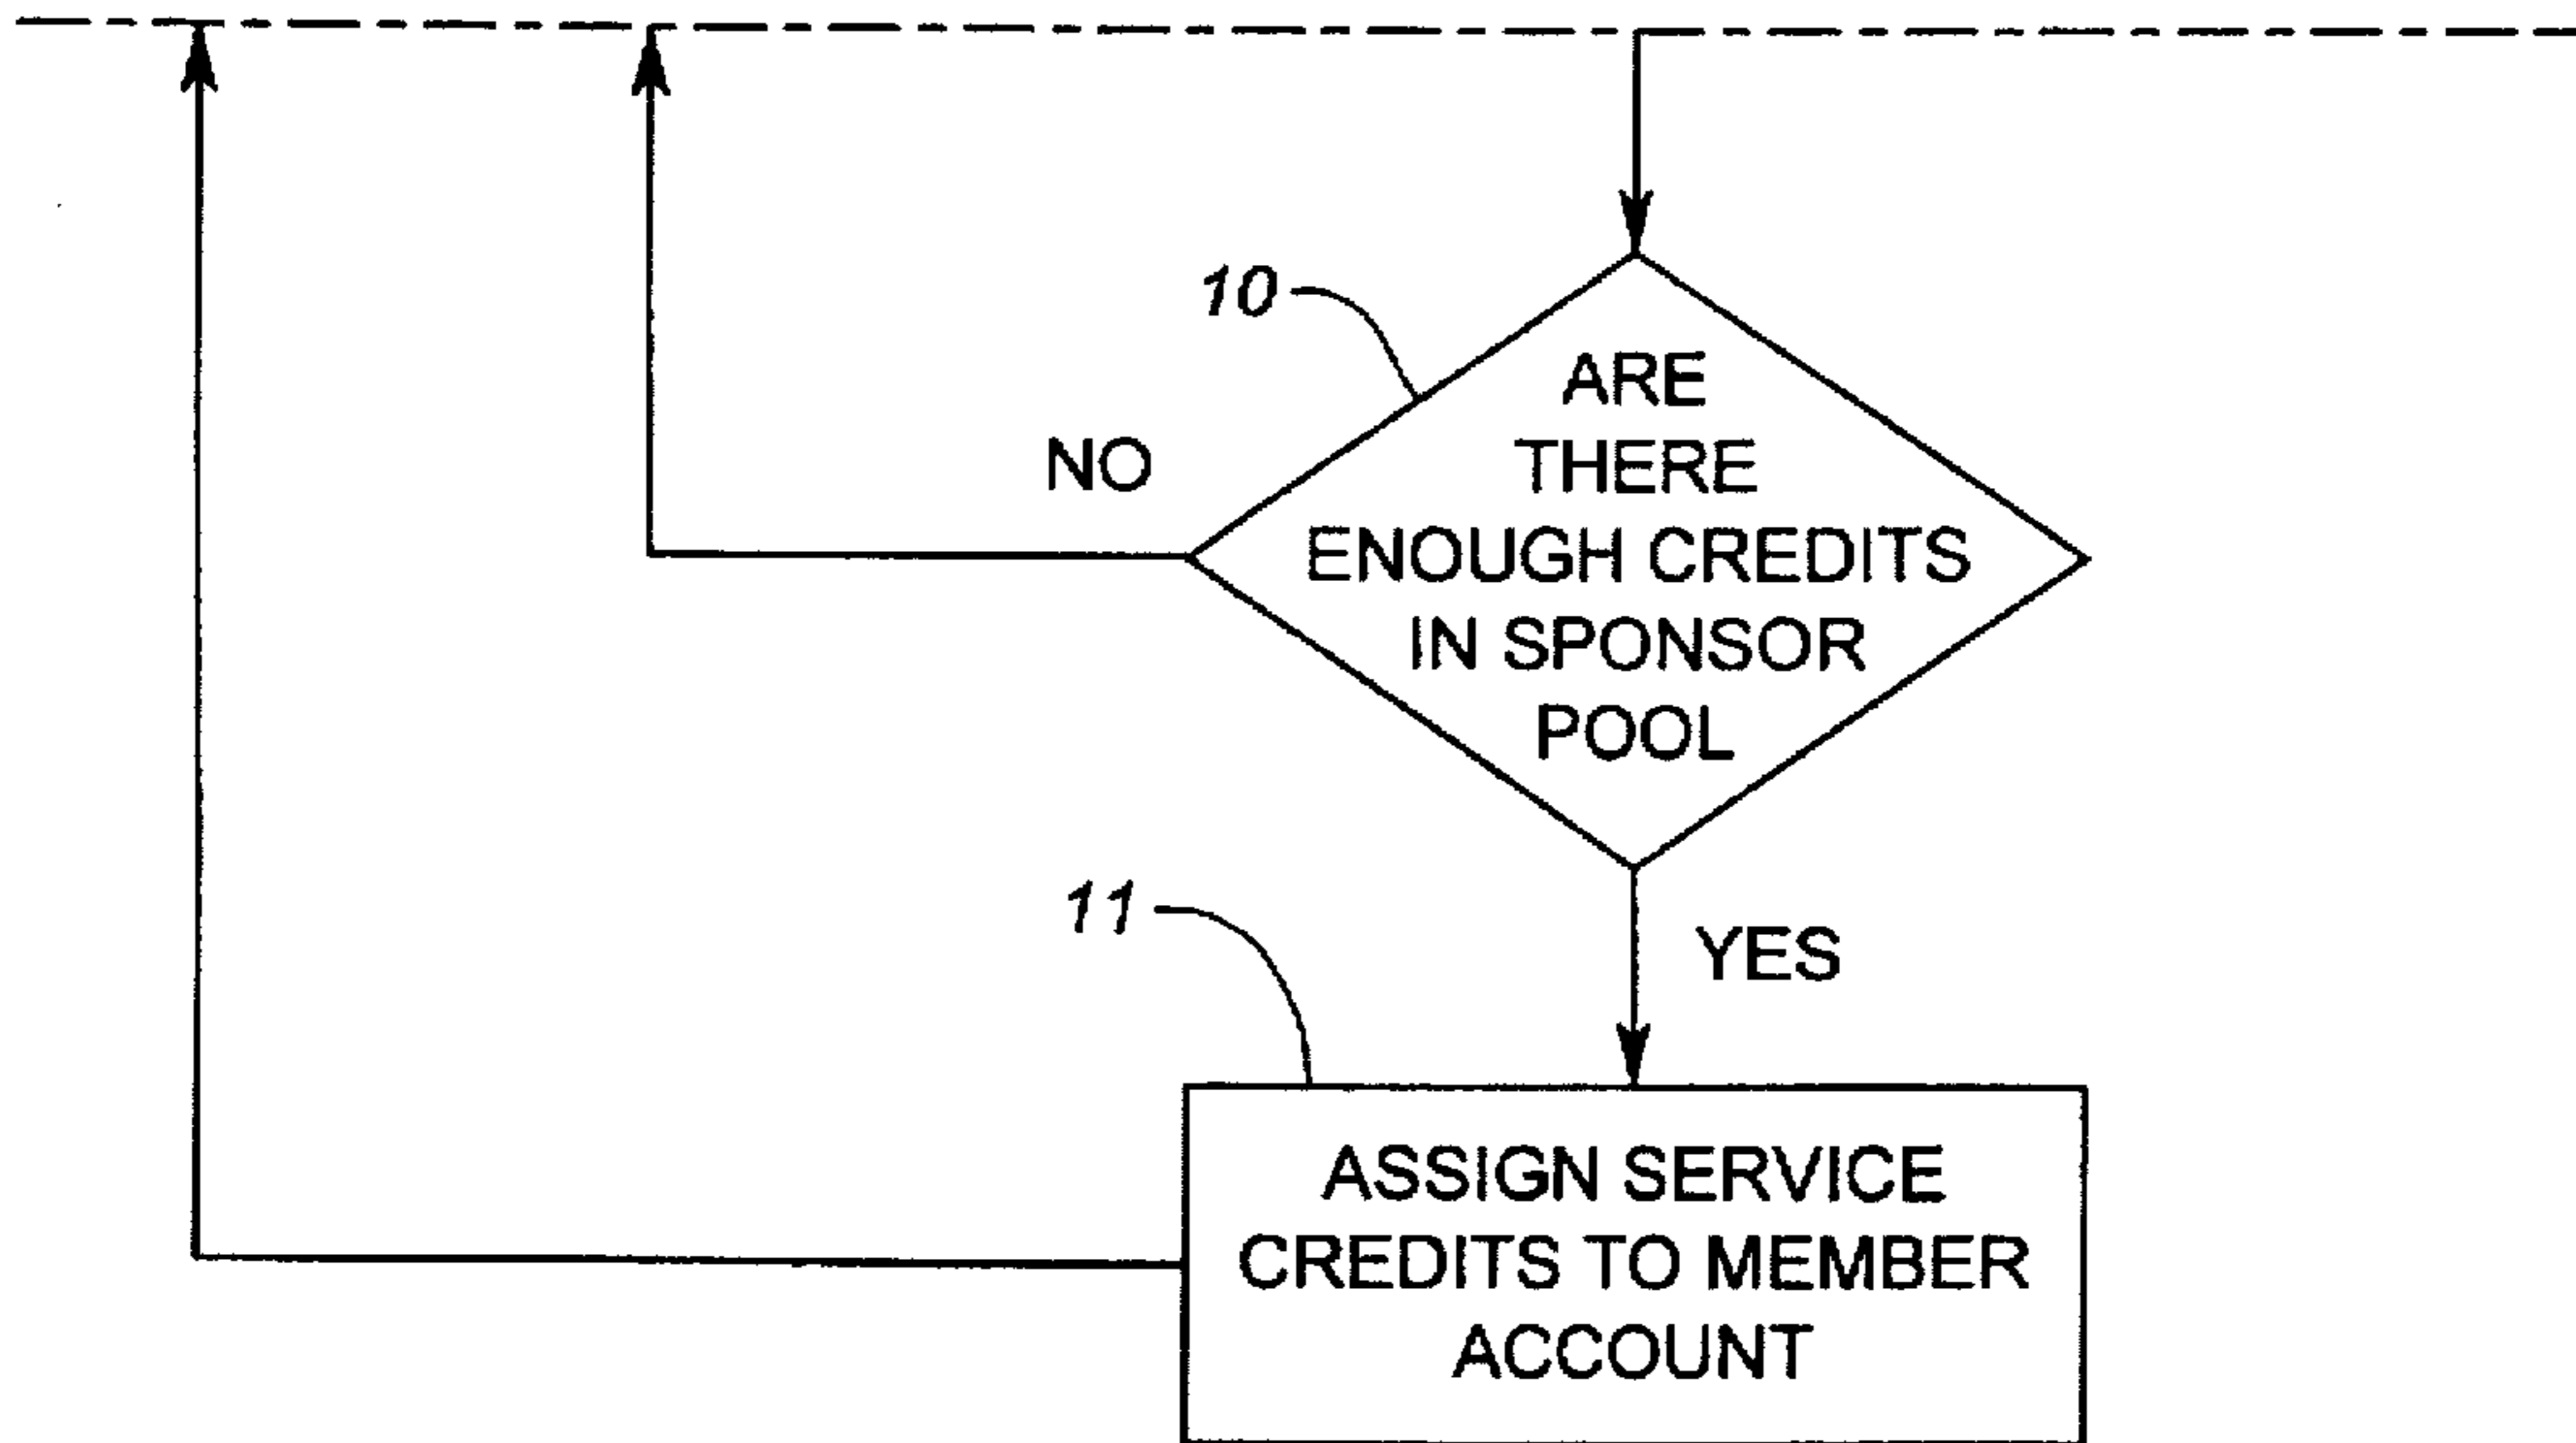 10
ARE
THERE
NO
ENOUGH CREDITS
IN SPONSOR
POOL
11
YES
ASSIGN SERVICE
CREDITS TO MEMBER
ACCOUNT